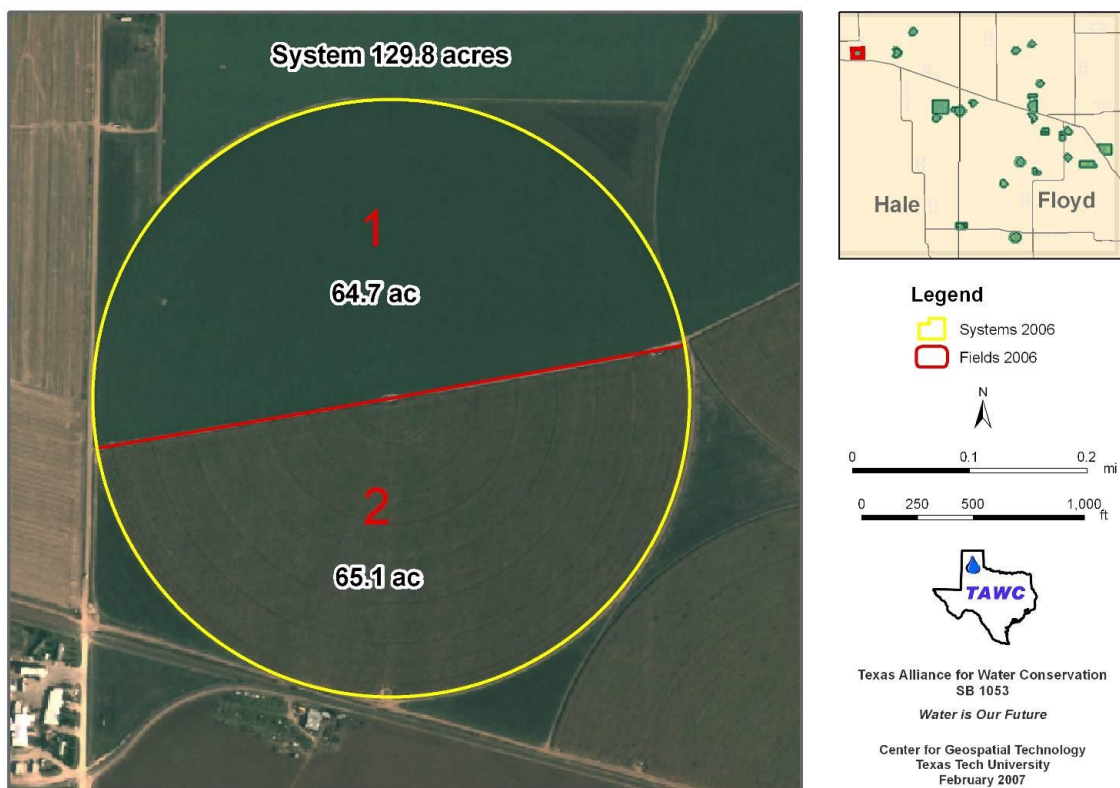 System 129.8 acres
1
64.7 ac
2
65.1 ac
Hale
Floyd
Legend
Systems 2006
Fields 2006
N
0 0.1 0.2 mi
0 250 500 1,000 ft
TAWC
Texas Alliance for Water Conservation
SB 1053
Water is Our Future
Center for Geospatial Technology
Texas Tech University
February 2007